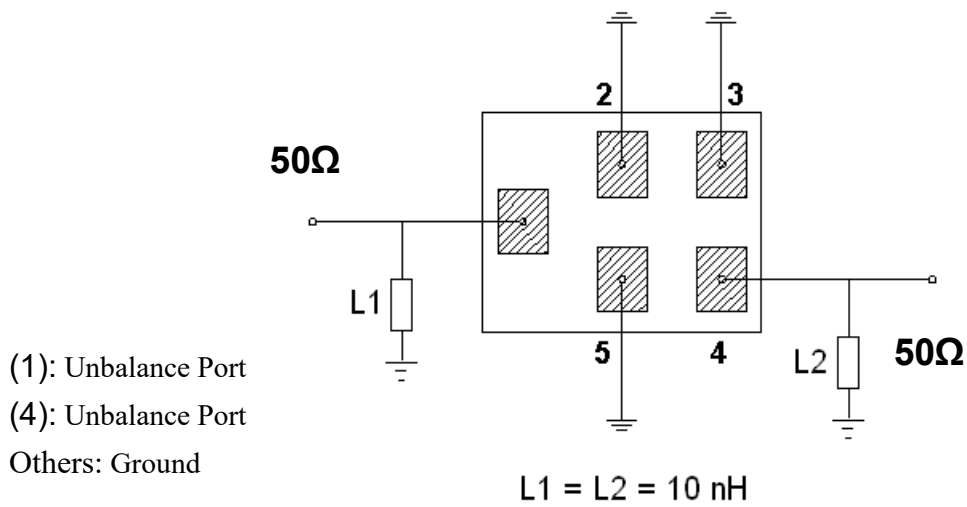 2 3
50Ω
L1
5 4
L2
50Ω
(1): Unbalance Port
(4): Unbalance Port
Others: Ground
L1 = L2 = 10 nH